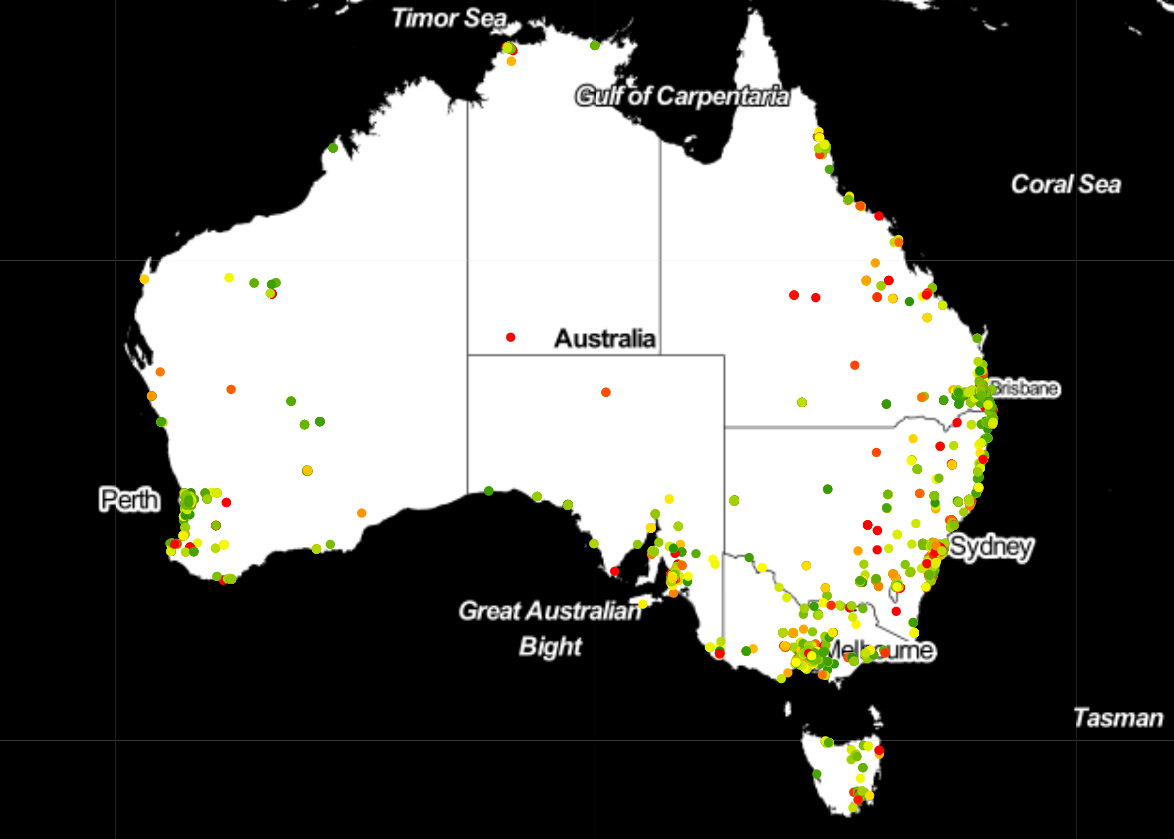 Timor Sea
Gulf of Carpentaria
Coral Sea
Australia
Brisbane
Perth
Sydney
Great Australian
Bight
Melbourne
Tasman